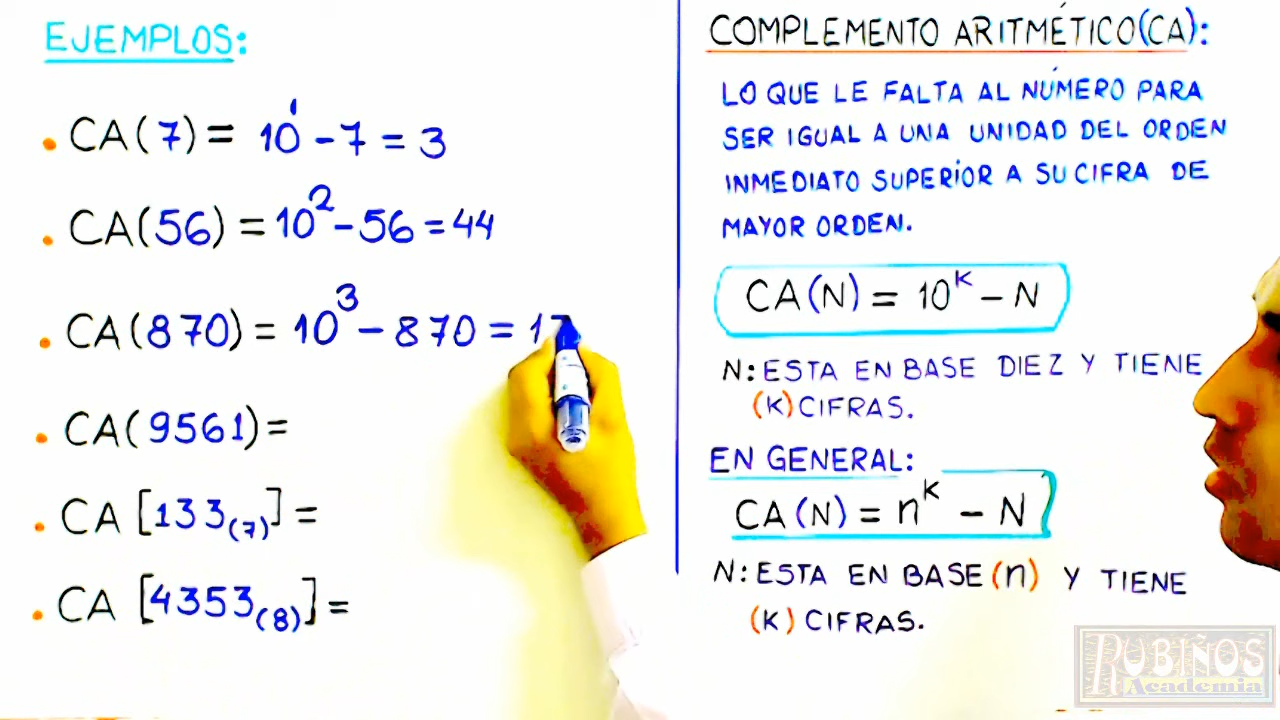 EJEMPLOS:
• CA(7) = 10¹ - 7 = 3
• CA(56) = 10² - 56 = 44
• CA(870) = 10³ - 870 = 1
• CA(9561) =
• CA [133(7)] =
• CA [4353(8)] =
COMPLEMENTO ARITMÉTICO(CA):
LO QUE LE FALTA AL NÚMERO PARA
SER IGUAL A UNA UNIDAD DEL ORDEN
INMEDIATO SUPERIOR A SU CIFRA DE
MAYOR ORDEN.
CA(N) = 10ᴷ - N
N: ESTA EN BASE DIEZ Y TIENE
(K) CIFRAS.
EN GENERAL:
CA(N) = nᴷ - N
N: ESTA EN BASE (n) Y TIENE
(K) CIFRAS.
RUBIÑOS
Academia